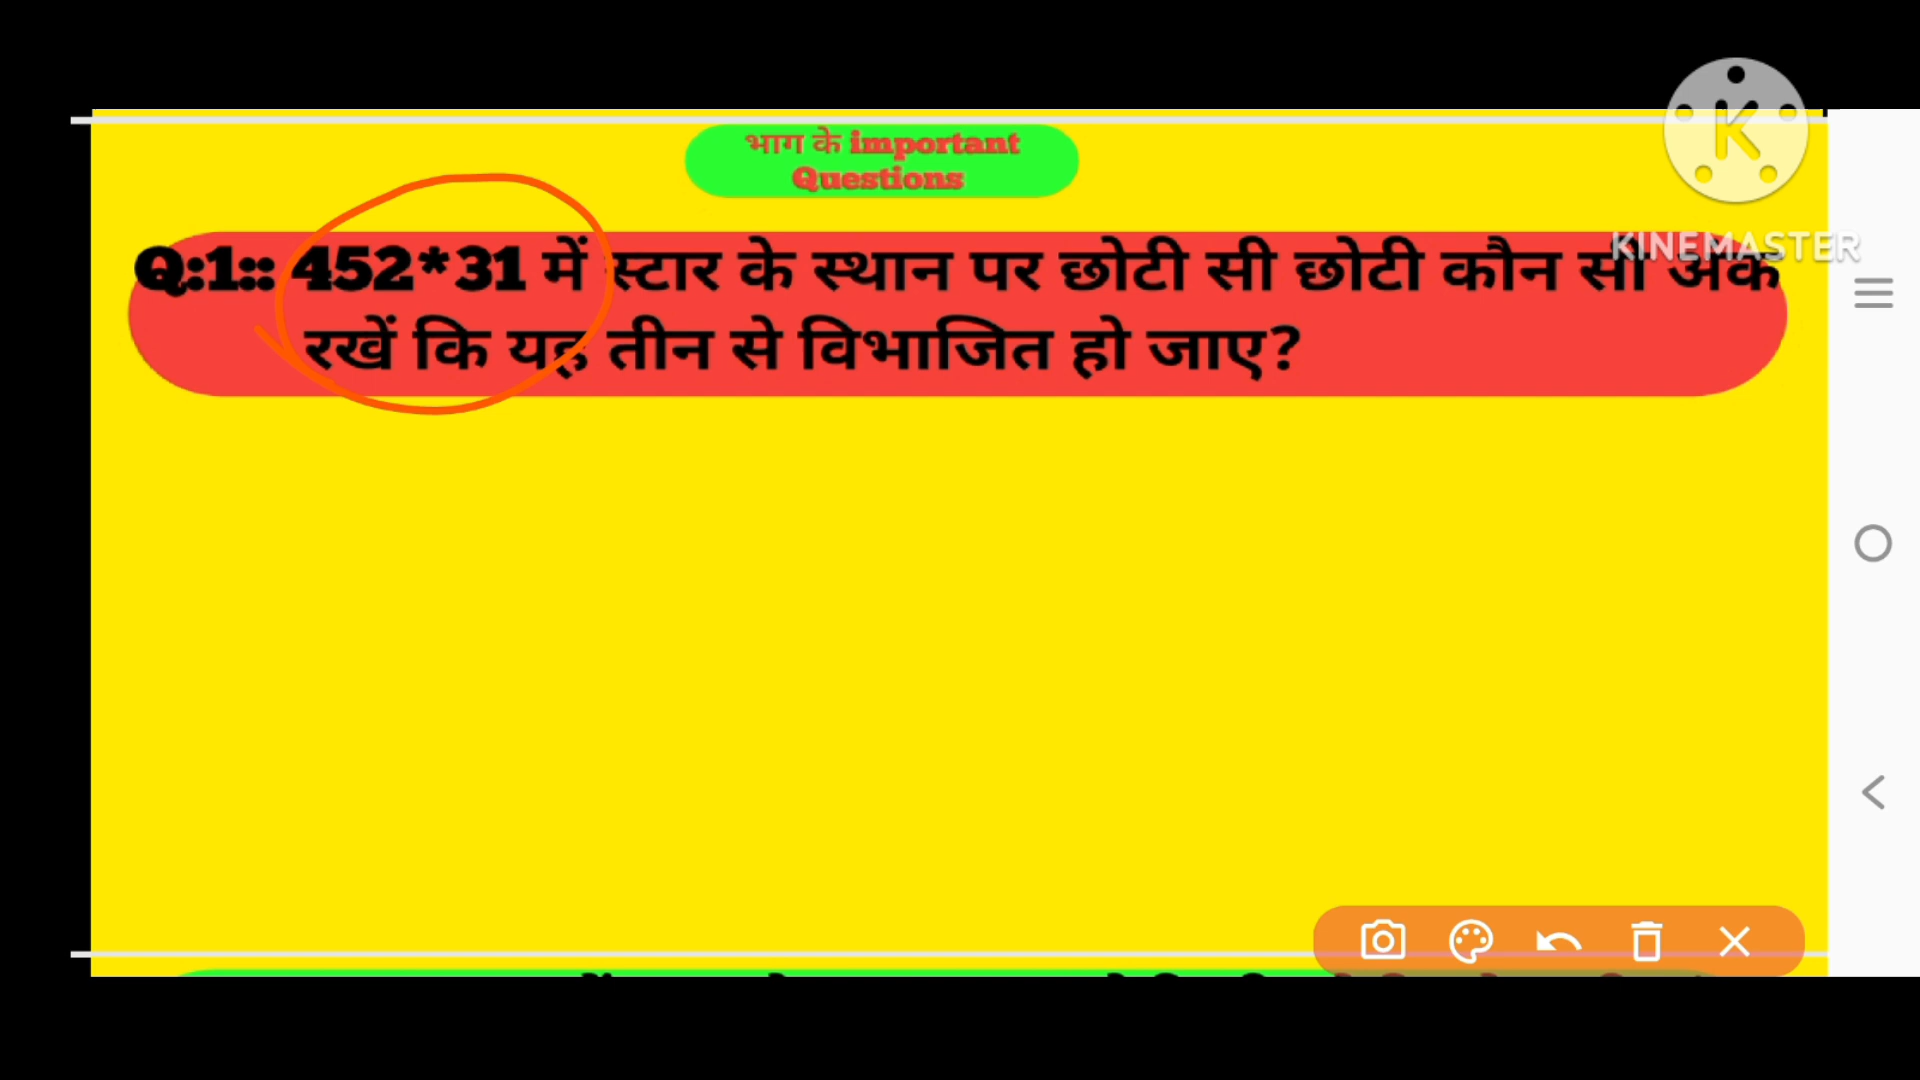 भाग के important
Questions
KINEMASTER
Q:1:: 452*31 में स्टार के स्थान पर छोटी सी छोटी कौन सी अंक
रखें कि यह तीन से विभाजित हो जाए?